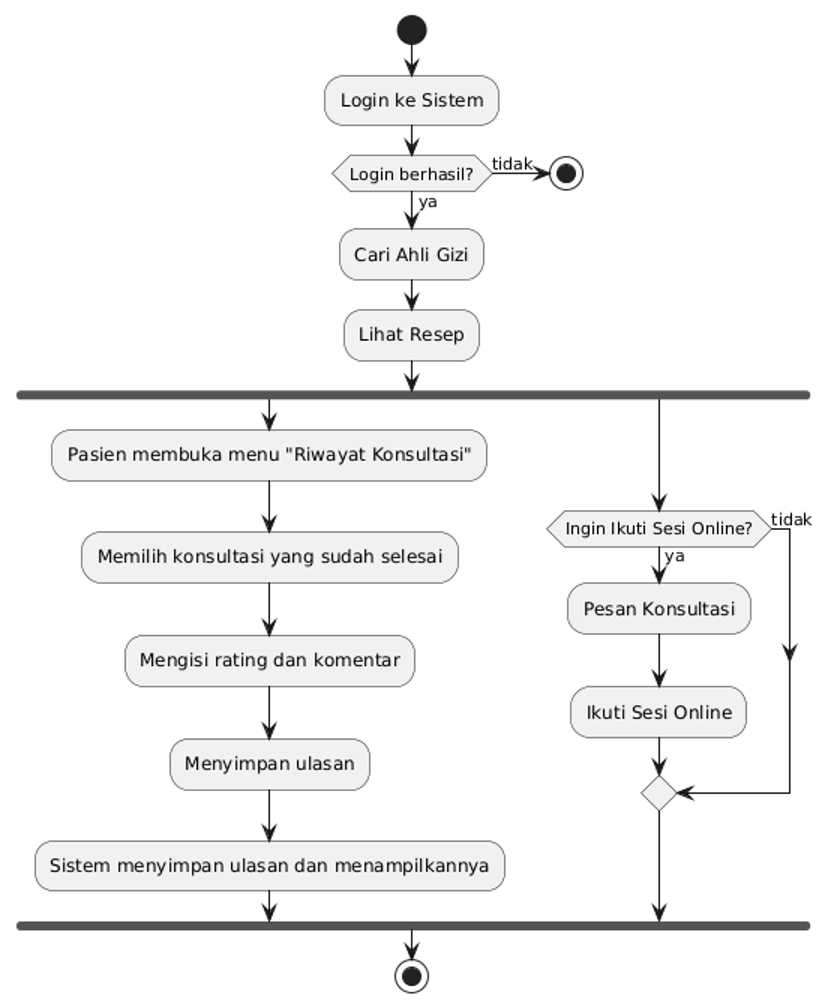 Login ke Sistem
Login berhasil?
tidak
ya
Cari Ahli Gizi
Lihat Resep
Pasien membuka menu "Riwayat Konsultasi"
Memilih konsultasi yang sudah selesai
Mengisi rating dan komentar
Menyimpan ulasan
Sistem menyimpan ulasan dan menampilkannya
Ingin Ikuti Sesi Online?
tidak
ya
Pesan Konsultasi
Ikuti Sesi Online